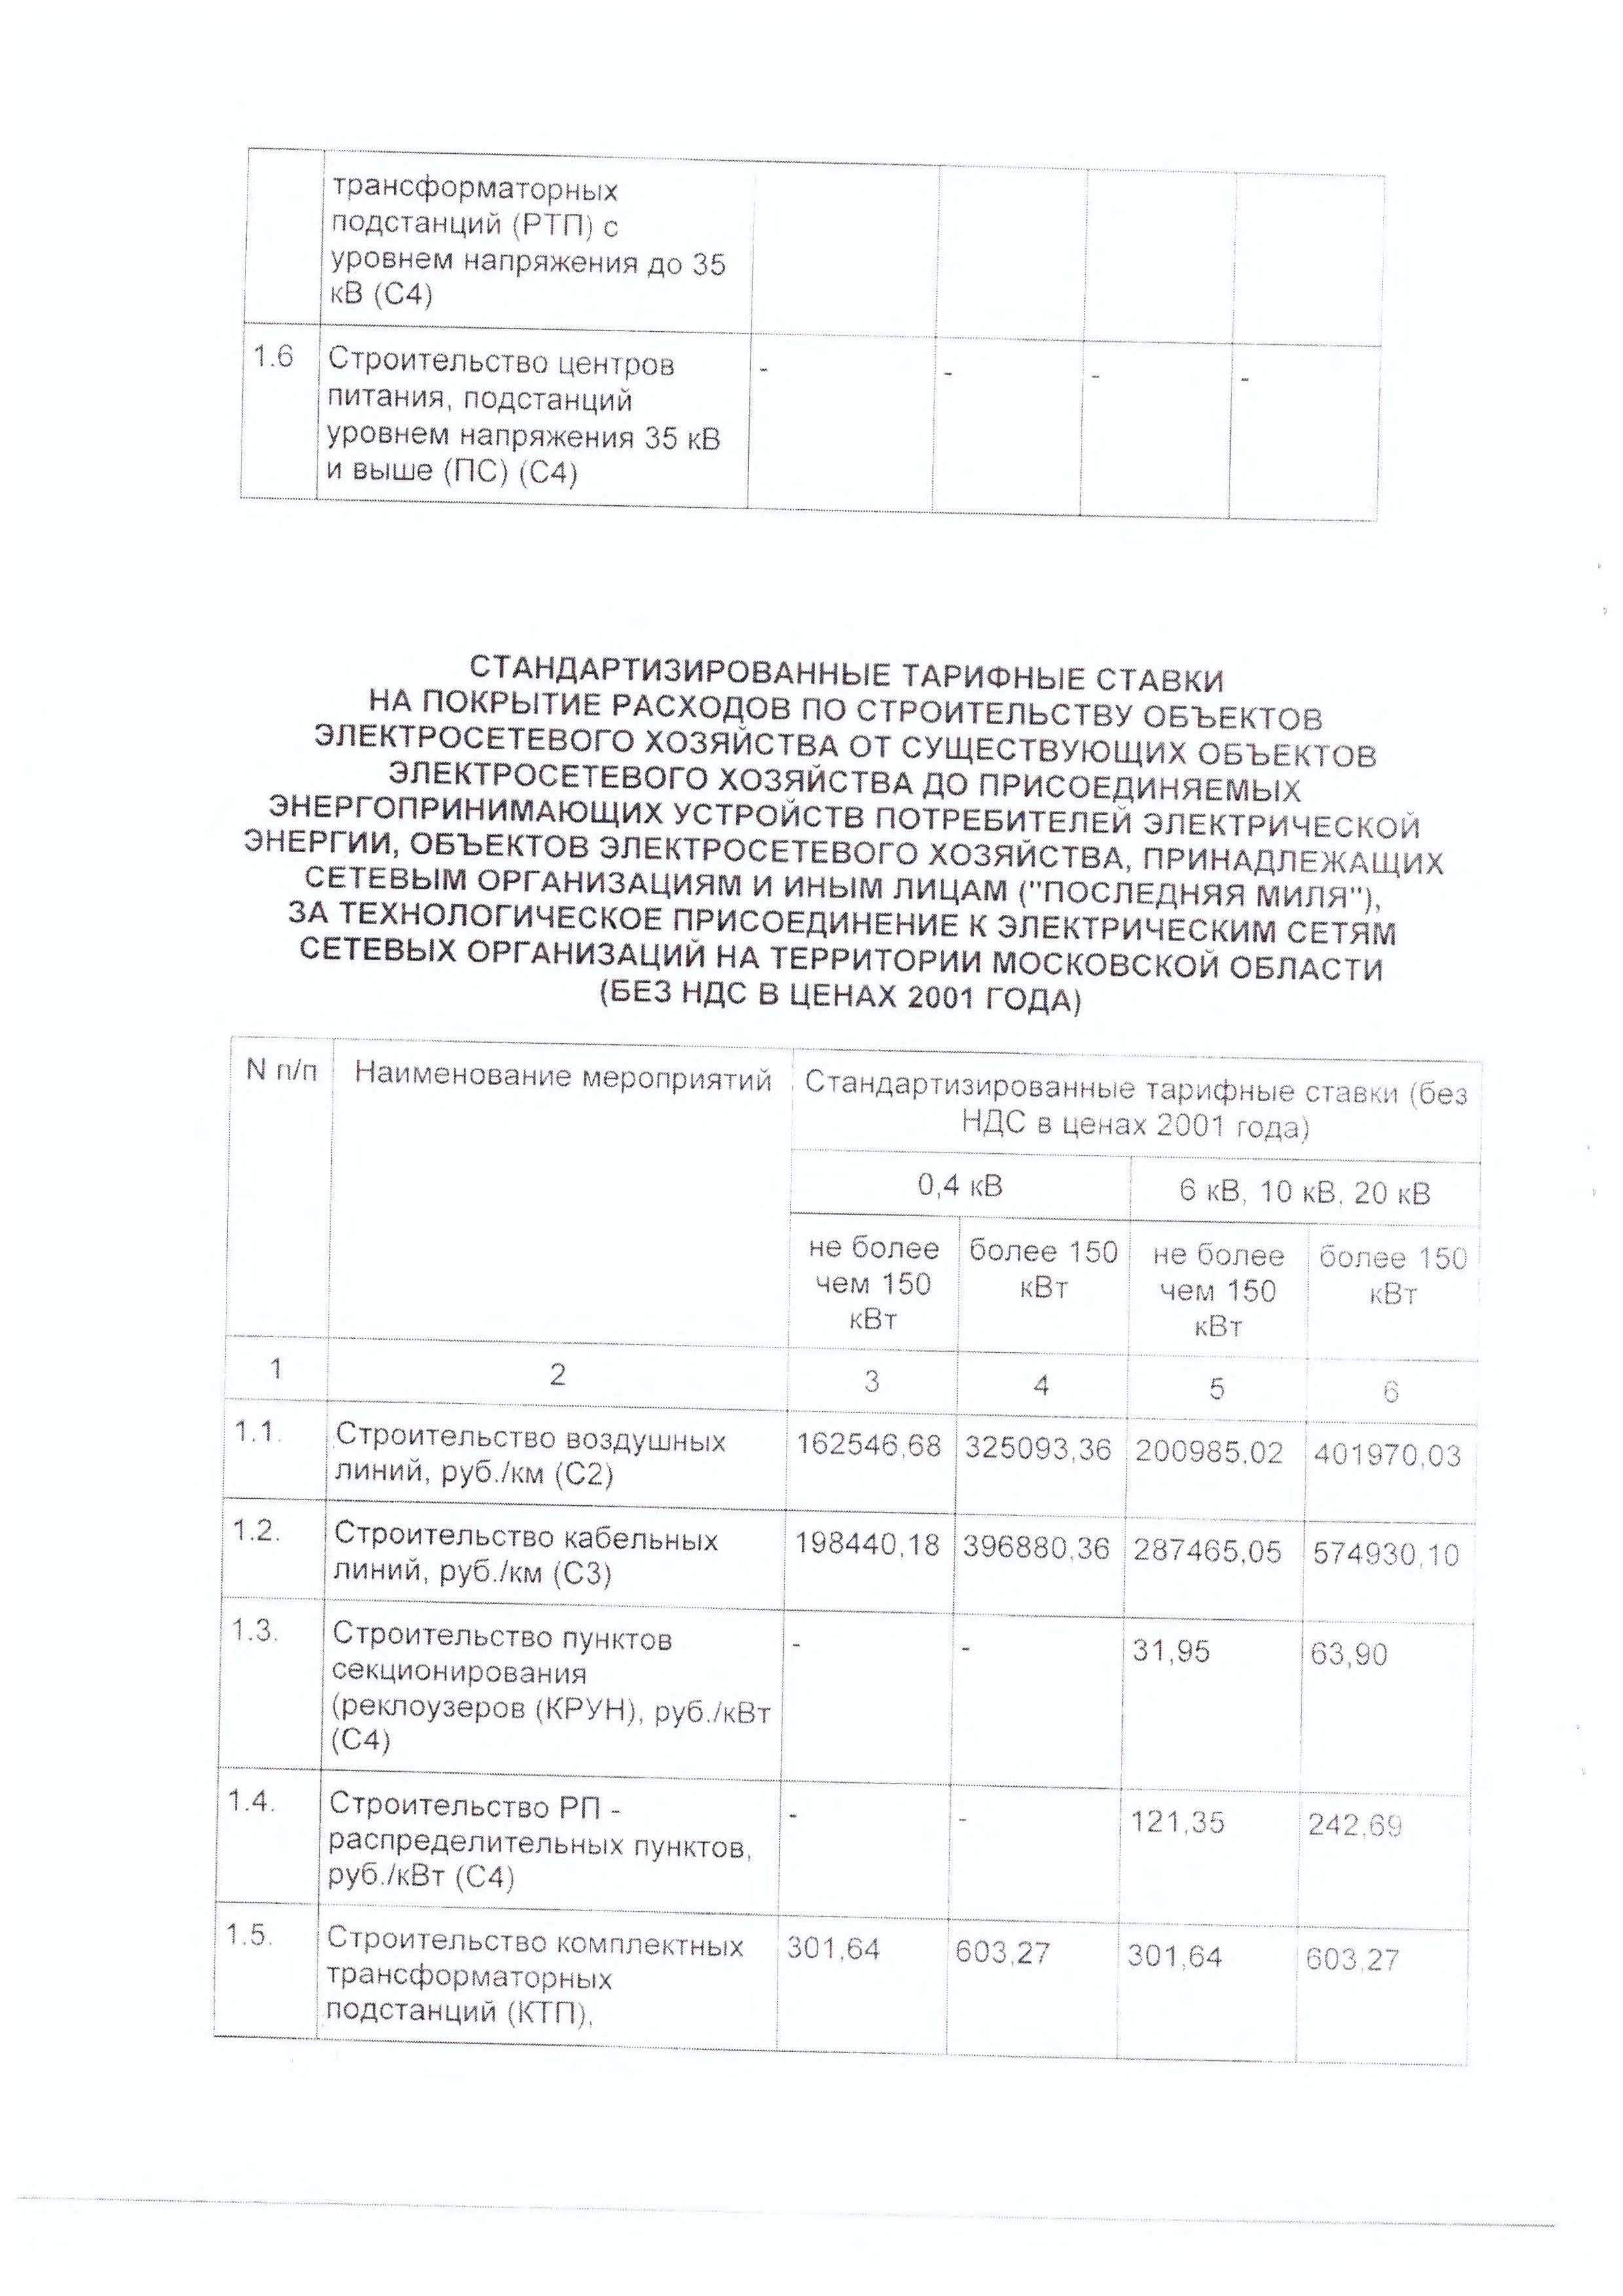 трансформаторных
подстанций (РТП) с
уровнем напряжения до 35
кВ (С4)
1.6 Строительство центров - - - -
питания, подстанций
уровнем напряжения 35 кВ
и выше (ПС) (С4)
СТАНДАРТИЗИРОВАННЫЕ ТАРИФНЫЕ СТАВКИ
НА ПОКРЫТИЕ РАСХОДОВ ПО СТРОИТЕЛЬСТВУ ОБЪЕКТОВ
ЭЛЕКТРОСЕТЕВОГО ХОЗЯЙСТВА ОТ СУЩЕСТВУЮЩИХ ОБЪЕКТОВ
ЭЛЕКТРОСЕТЕВОГО ХОЗЯЙСТВА ДО ПРИСОЕДИНЯЕМЫХ
ЭНЕРГОПРИНИМАЮЩИХ УСТРОЙСТВ ПОТРЕБИТЕЛЕЙ ЭЛЕКТРИЧЕСКОЙ
ЭНЕРГИИ, ОБЪЕКТОВ ЭЛЕКТРОСЕТЕВОГО ХОЗЯЙСТВА, ПРИНАДЛЕЖАЩИХ
СЕТЕВЫМ ОРГАНИЗАЦИЯМ И ИНЫМ ЛИЦАМ ("ПОСЛЕДНЯЯ МИЛЯ"),
ЗА ТЕХНОЛОГИЧЕСКОЕ ПРИСОЕДИНЕНИЕ К ЭЛЕКТРИЧЕСКИМ СЕТЯМ
СЕТЕВЫХ ОРГАНИЗАЦИЙ НА ТЕРРИТОРИИ МОСКОВСКОЙ ОБЛАСТИ
(БЕЗ НДС В ЦЕНАХ 2001 ГОДА)
N п/п Наименование мероприятий Стандартизированные тарифные ставки (без
НДС в ценах 2001 года)
0,4 кВ 6 кВ, 10 кВ, 20 кВ
не более более 150 не более более 150
чем 150 кВт чем 150 кВт
кВт кВт
1 2 3 4 5 6
1.1. Строительство воздушных 162546,68 325093,36 200985,02 401970,03
линий, руб./км (С2)
1.2. Строительство кабельных 198440,18 396880,36 287465,05 574930,10
линий, руб./км (С3)
1.3. Строительство пунктов - - 31,95 63,90
секционирования
(реклоузеров (КРУН), руб./кВт
(С4)
1.4. Строительство РП - - - 121,35 242,69
распределительных пунктов,
руб./кВт (С4)
1.5. Строительство комплектных 301,64 603,27 301,64 603,27
трансформаторных
подстанций (КТП),